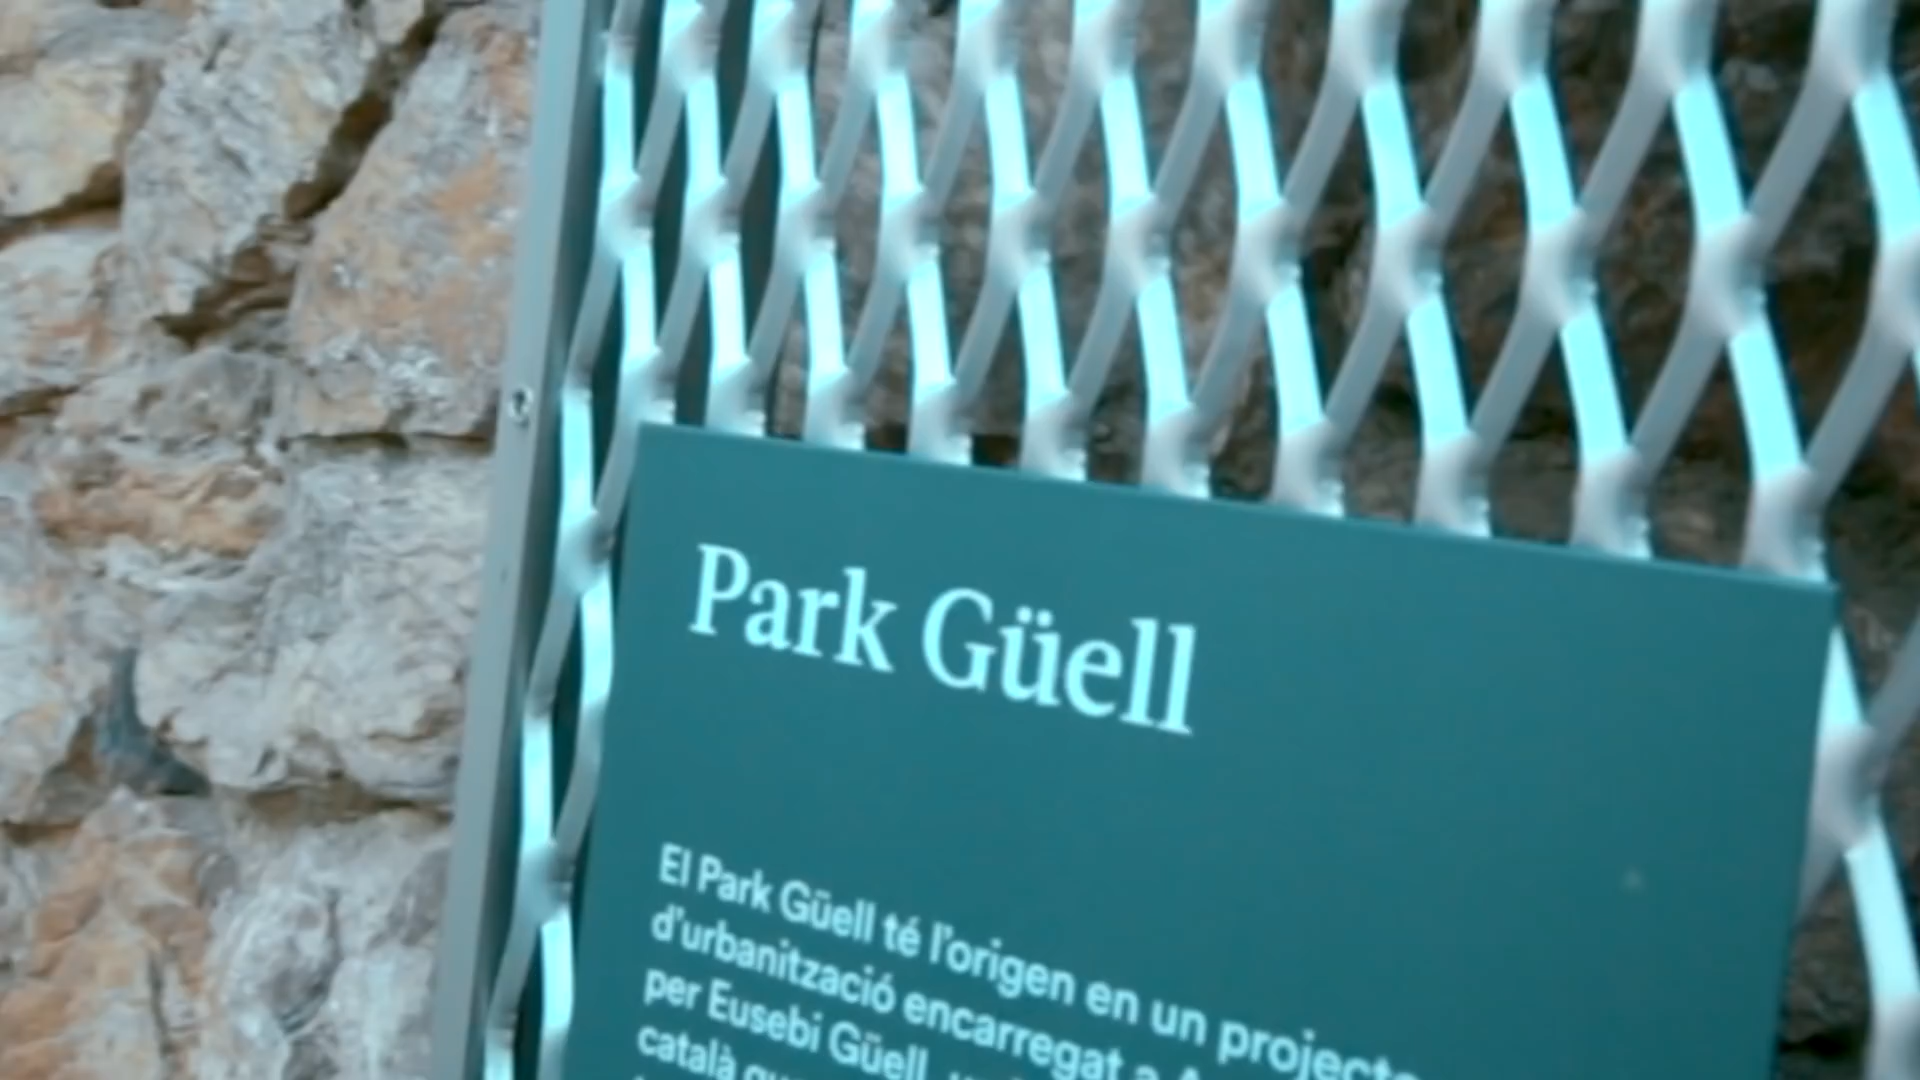 Park Güell
El Park Güell té l'origen en un projecte
d'urbanització encarregat a
per Eusebi Güell,
català